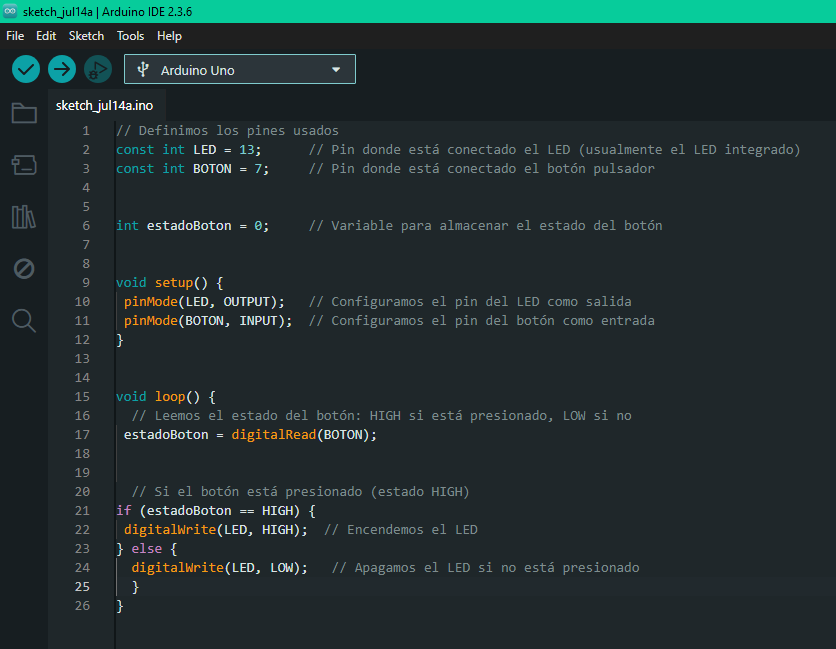 sketch_jul14a | Arduino IDE 2.3.6
File Edit Sketch Tools Help
Arduino Uno
sketch_jul14a.ino
1 // Definimos los pines usados
2 const int LED = 13;      // Pin donde está conectado el LED (usualmente el LED integrado)
3 const int BOTON = 7;     // Pin donde está conectado el botón pulsador
4
5
6 int estadoBoton = 0;     // Variable para almacenar el estado del botón
7
8
9 void setup() {
10  pinMode(LED, OUTPUT);   // Configuramos el pin del LED como salida
11  pinMode(BOTON, INPUT);  // Configuramos el pin del botón como entrada
12 }
13
14
15 void loop() {
16   // Leemos el estado del botón: HIGH si está presionado, LOW si no
17  estadoBoton = digitalRead(BOTON);
18
19
20   // Si el botón está presionado (estado HIGH)
21 if (estadoBoton == HIGH) {
22  digitalWrite(LED, HIGH);  // Encendemos el LED
23 } else {
24   digitalWrite(LED, LOW);   // Apagamos el LED si no está presionado
25   }
26 }